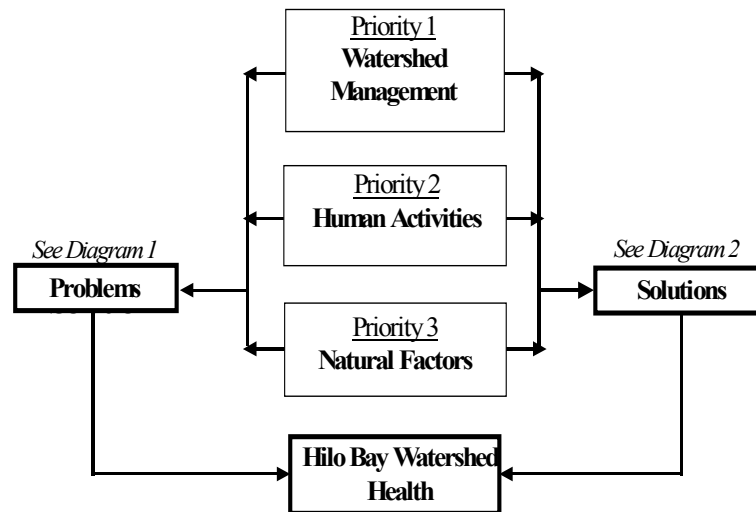 Priority 1
Watershed
Management
Priority 2
Human Activities
See Diagram 1
Problems
See Diagram 2
Solutions
Priority 3
Natural Factors
Hilo Bay Watershed
Health